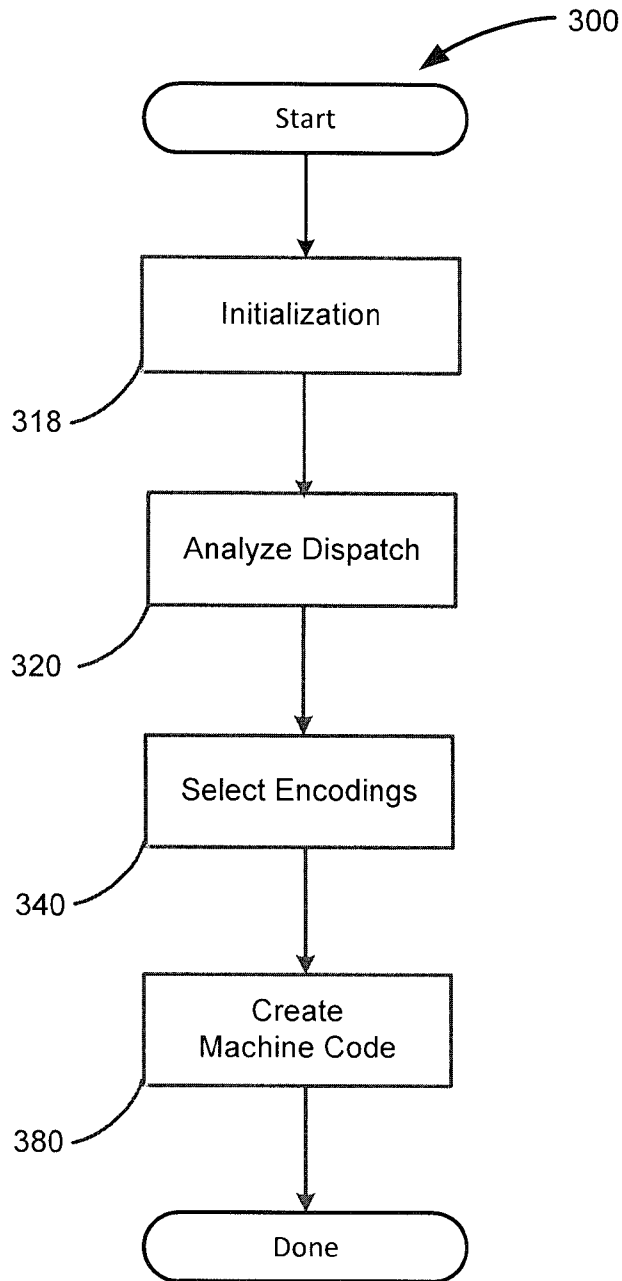 300
Start
Initialization
318
Analyze Dispatch
320
Select Encodings
340
Create
Machine Code
380
Done